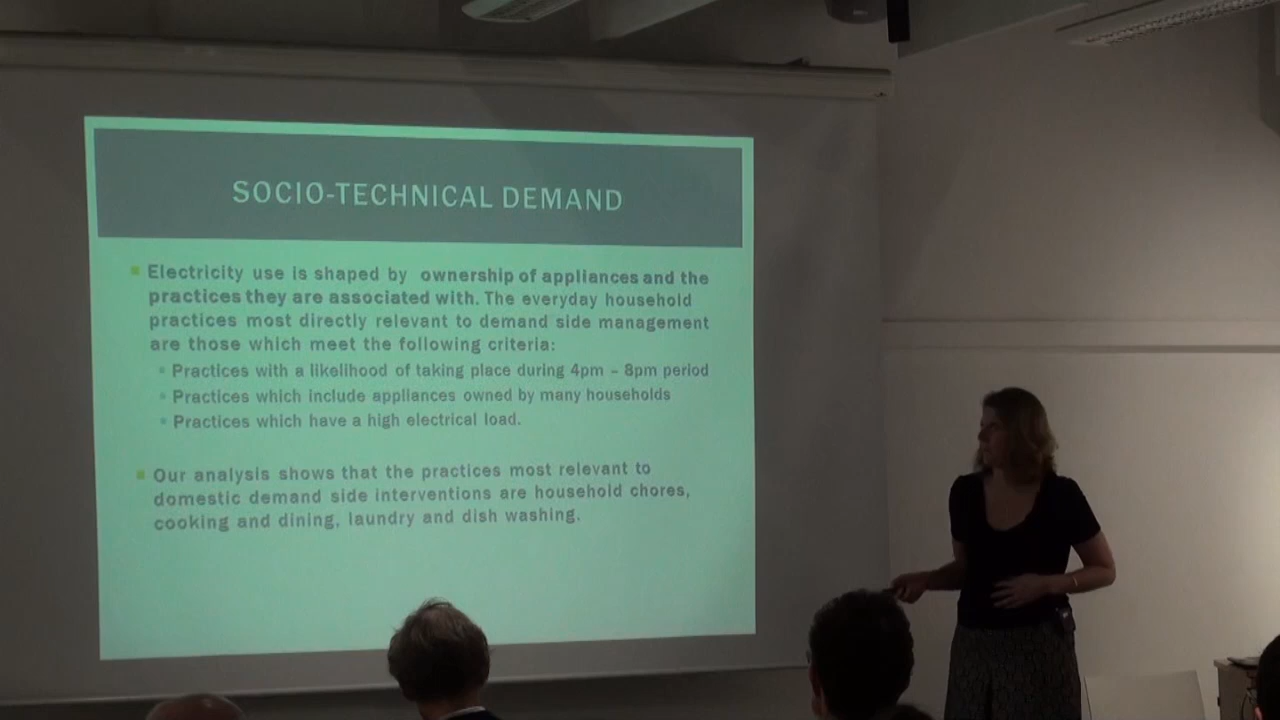 SOCIO-TECHNICAL DEMAND
Electricity use is shaped by ownership of appliances and the
practices they are associated with. The everyday household
practices most directly relevant to demand side management
are those which meet the following criteria:
Practices with a likelihood of taking place during 4pm – 8pm period
Practices which include appliances owned by many households
Practices which have a high electrical load.
Our analysis shows that the practices most relevant to
domestic demand side interventions are household chores,
cooking and dining, laundry and dish washing.